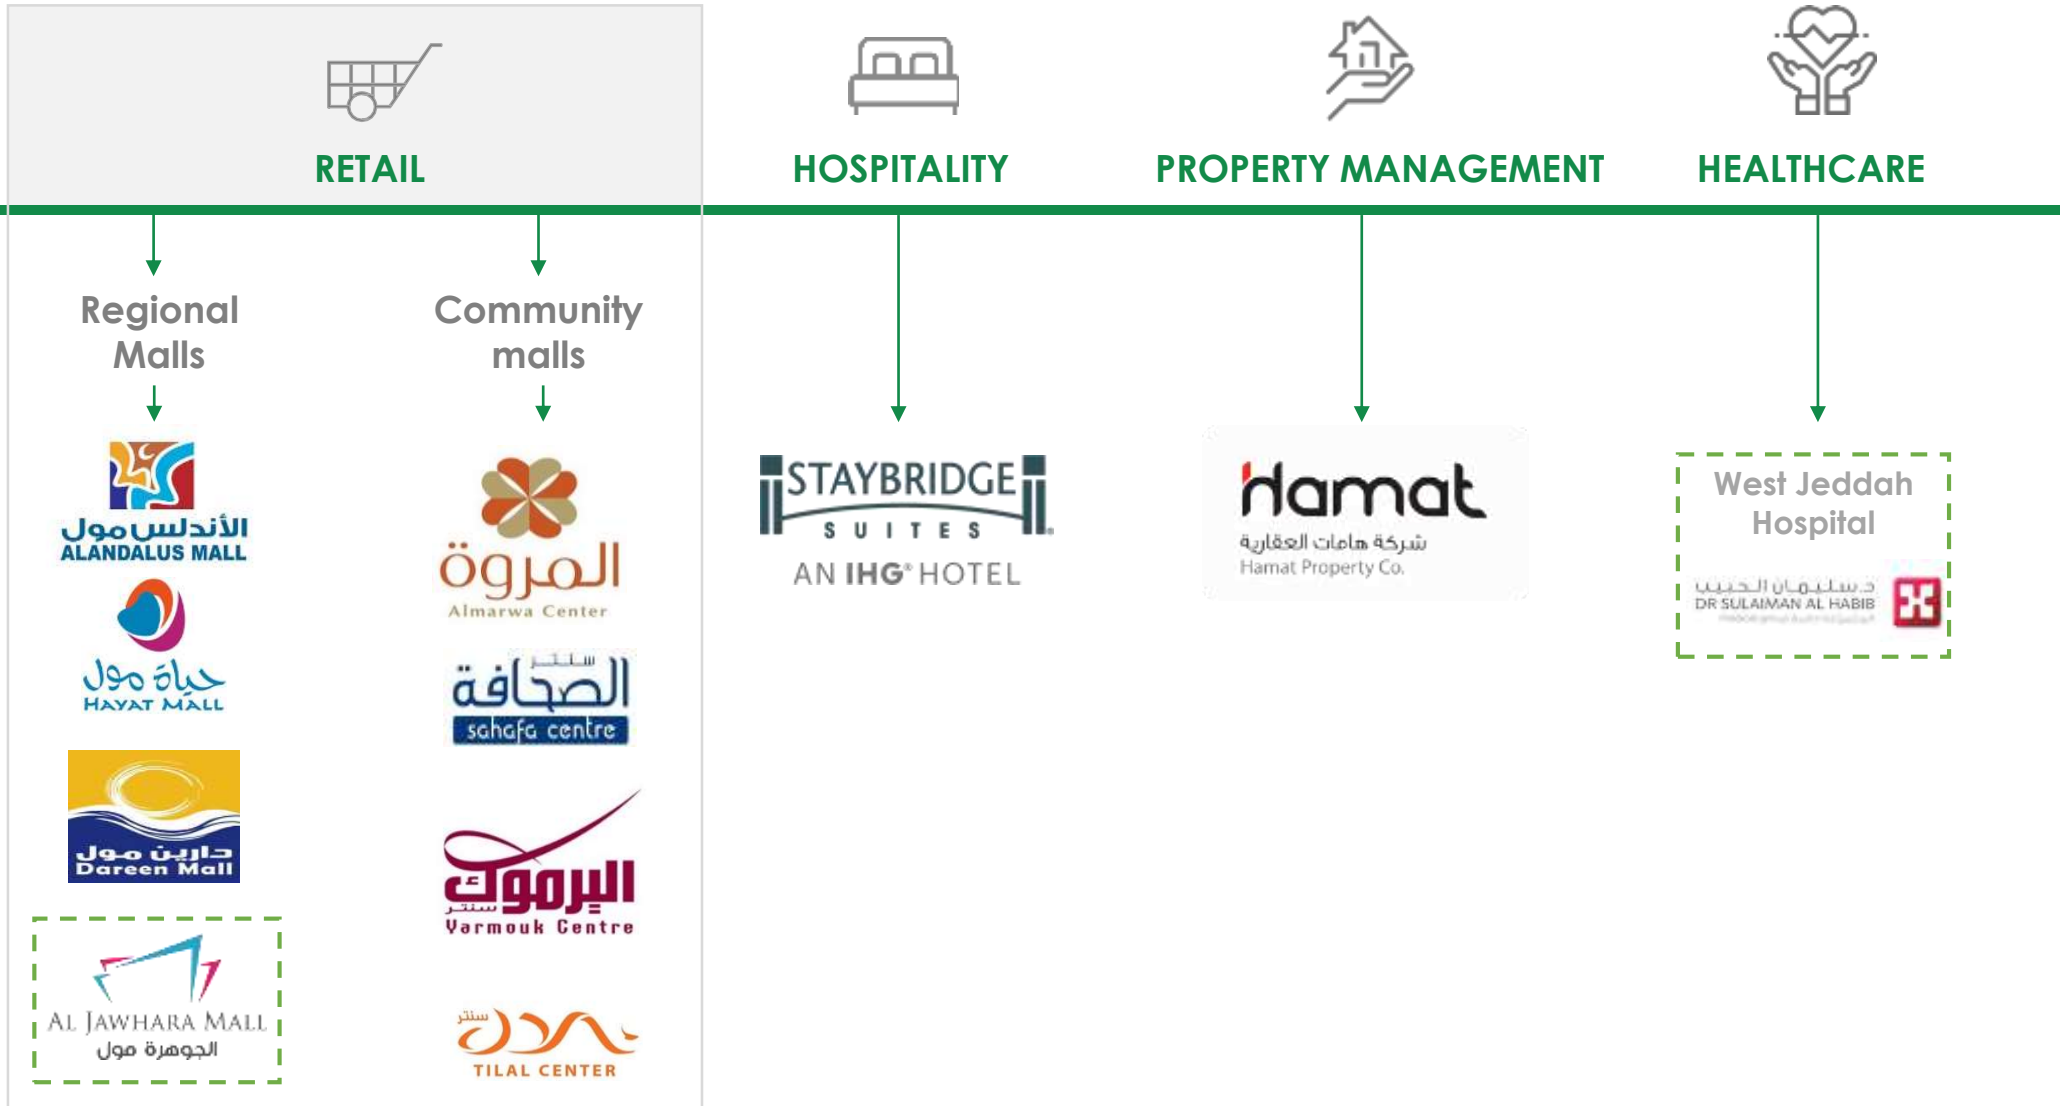 RETAIL
HOSPITALITY
PROPERTY MANAGEMENT
HEALTHCARE
Regional
Malls
الأندلس مول
ALANDALUS MALL
حياة مول
HAYAT MALL
دارين مول
Dareen Mall
AL JAWHARA MALL
الجوهرة مول
Community
malls
المروة
Almarwa Center
سنتر
الصحافة
sahafa centre
اليرموك
سنتر
Yarmouk Centre
سنتر
TILAL CENTER
STAYBRIDGE
SUITES
AN IHG® HOTEL
Hamat
شركة هامات العقارية
Hamat Property Co.
West Jeddah
Hospital
د. سليمان الحبيب
DR SULAIMAN AL HABIB